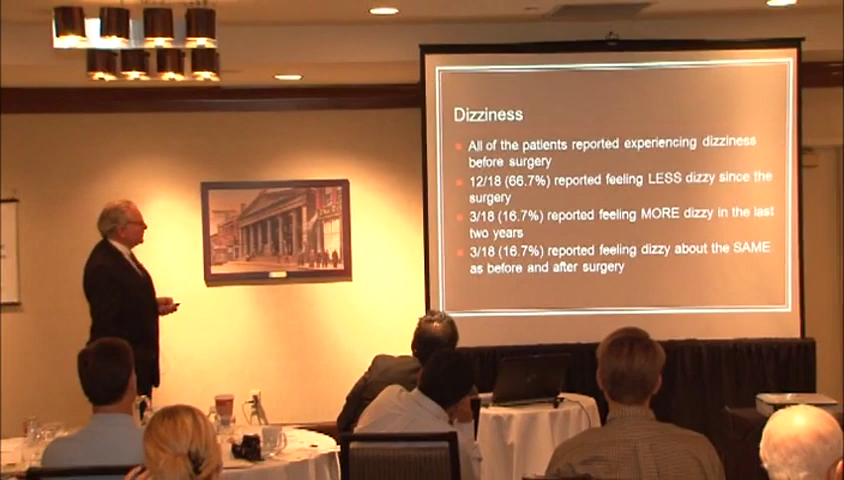 Dizziness
All of the patients reported experiencing dizziness
before surgery
12/18 (66.7%) reported feeling LESS dizzy since the
surgery
3/18 (16.7%) reported feeling MORE dizzy in the last
two years
3/18 (16.7%) reported feeling dizzy about the SAME
as before and after surgery